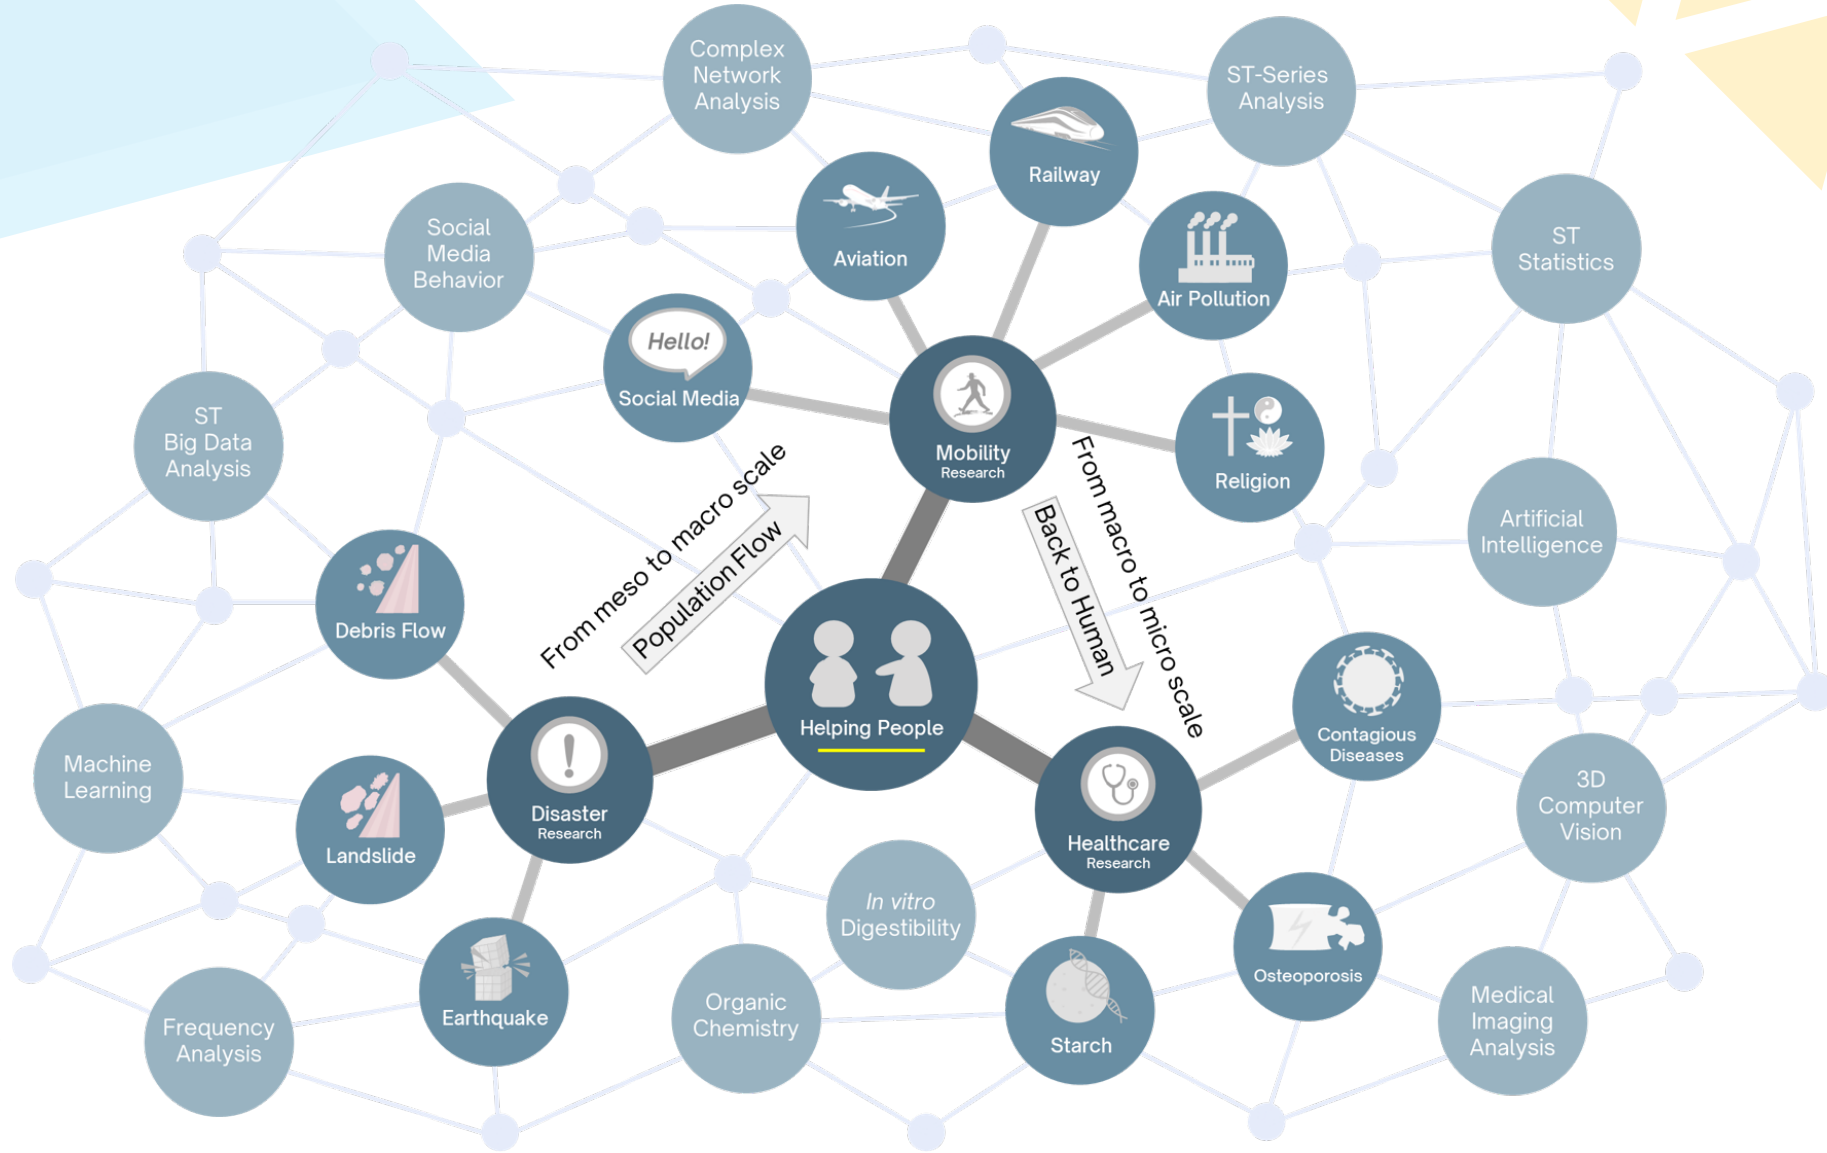 Complex
Network
Analysis
ST-Series
Analysis
Railway
Social
Media
Behavior
Aviation
ST
Statistics
Air Pollution
Hello!
Social Media
ST
Big Data
Analysis
Mobility
Research
Religion
From meso to macro scale
Population Flow
From macro to micro scale
Back to Human
Artificial
Intelligence
Debris Flow
Helping People
Contagious
Diseases
Machine
Learning
Disaster
Research
3D
Computer
Vision
Landslide
Healthcare
Research
In vitro
Digestibility
Osteoporosis
Earthquake
Organic
Chemistry
Starch
Medical
Imaging
Analysis
Frequency
Analysis